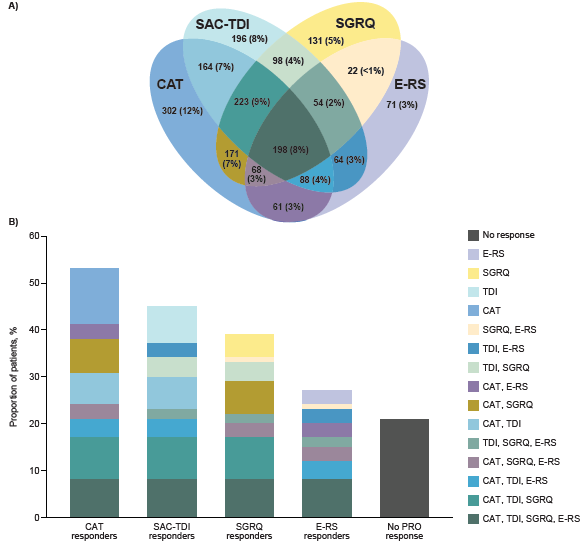 A)
SAC-TDI
SGRQ
CAT
E-RS
196 (8%)
131 (5%)
164 (7%)
98 (4%)
22 (<1%)
302 (12%)
223 (9%)
54 (2%)
71 (3%)
171
(7%)
198 (8%)
64 (3%)
68
(3%)
88 (4%)
61 (3%)
B)
Proportion of patients, %
60
50
40
30
20
10
0
CAT
responders
SAC-TDI
responders
SGRQ
responders
E-RS
responders
No PRO
response
No response
E-RS
SGRQ
TDI
CAT
SGRQ, E-RS
TDI, E-RS
TDI, SGRQ
CAT, E-RS
CAT, SGRQ
CAT, TDI
TDI, SGRQ, E-RS
CAT, SGRQ, E-RS
CAT, TDI, E-RS
CAT, TDI, SGRQ
CAT, TDI, SGRQ, E-RS